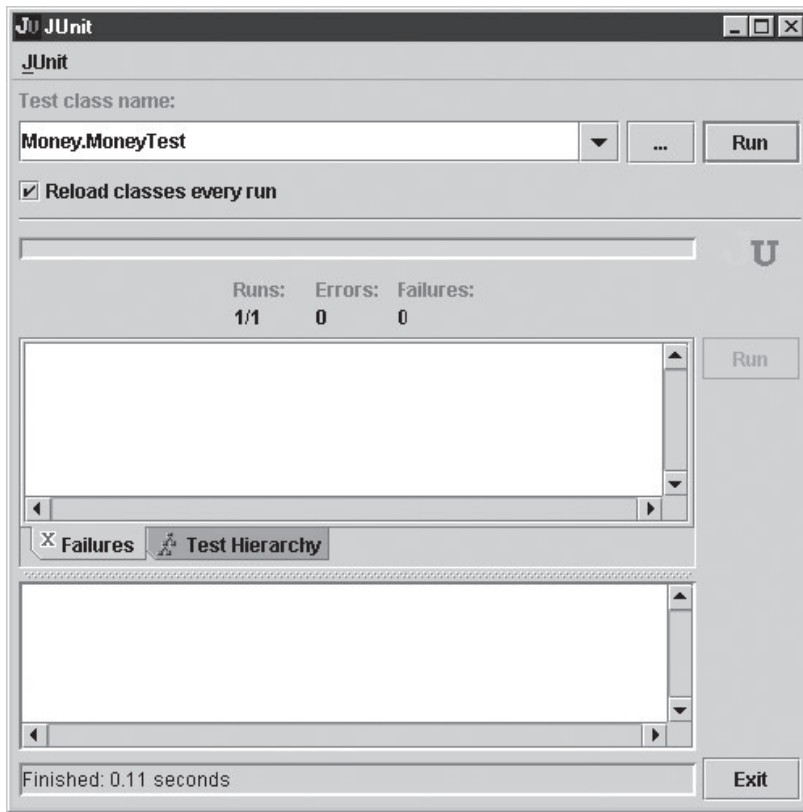 JU JUnit
JUnit
Test class name:
Money.MoneyTest
... Run
Reload classes every run
U
Runs: Errors: Failures:
1/1 0 0
Run
X Failures Test Hierarchy
Finished: 0.11 seconds Exit